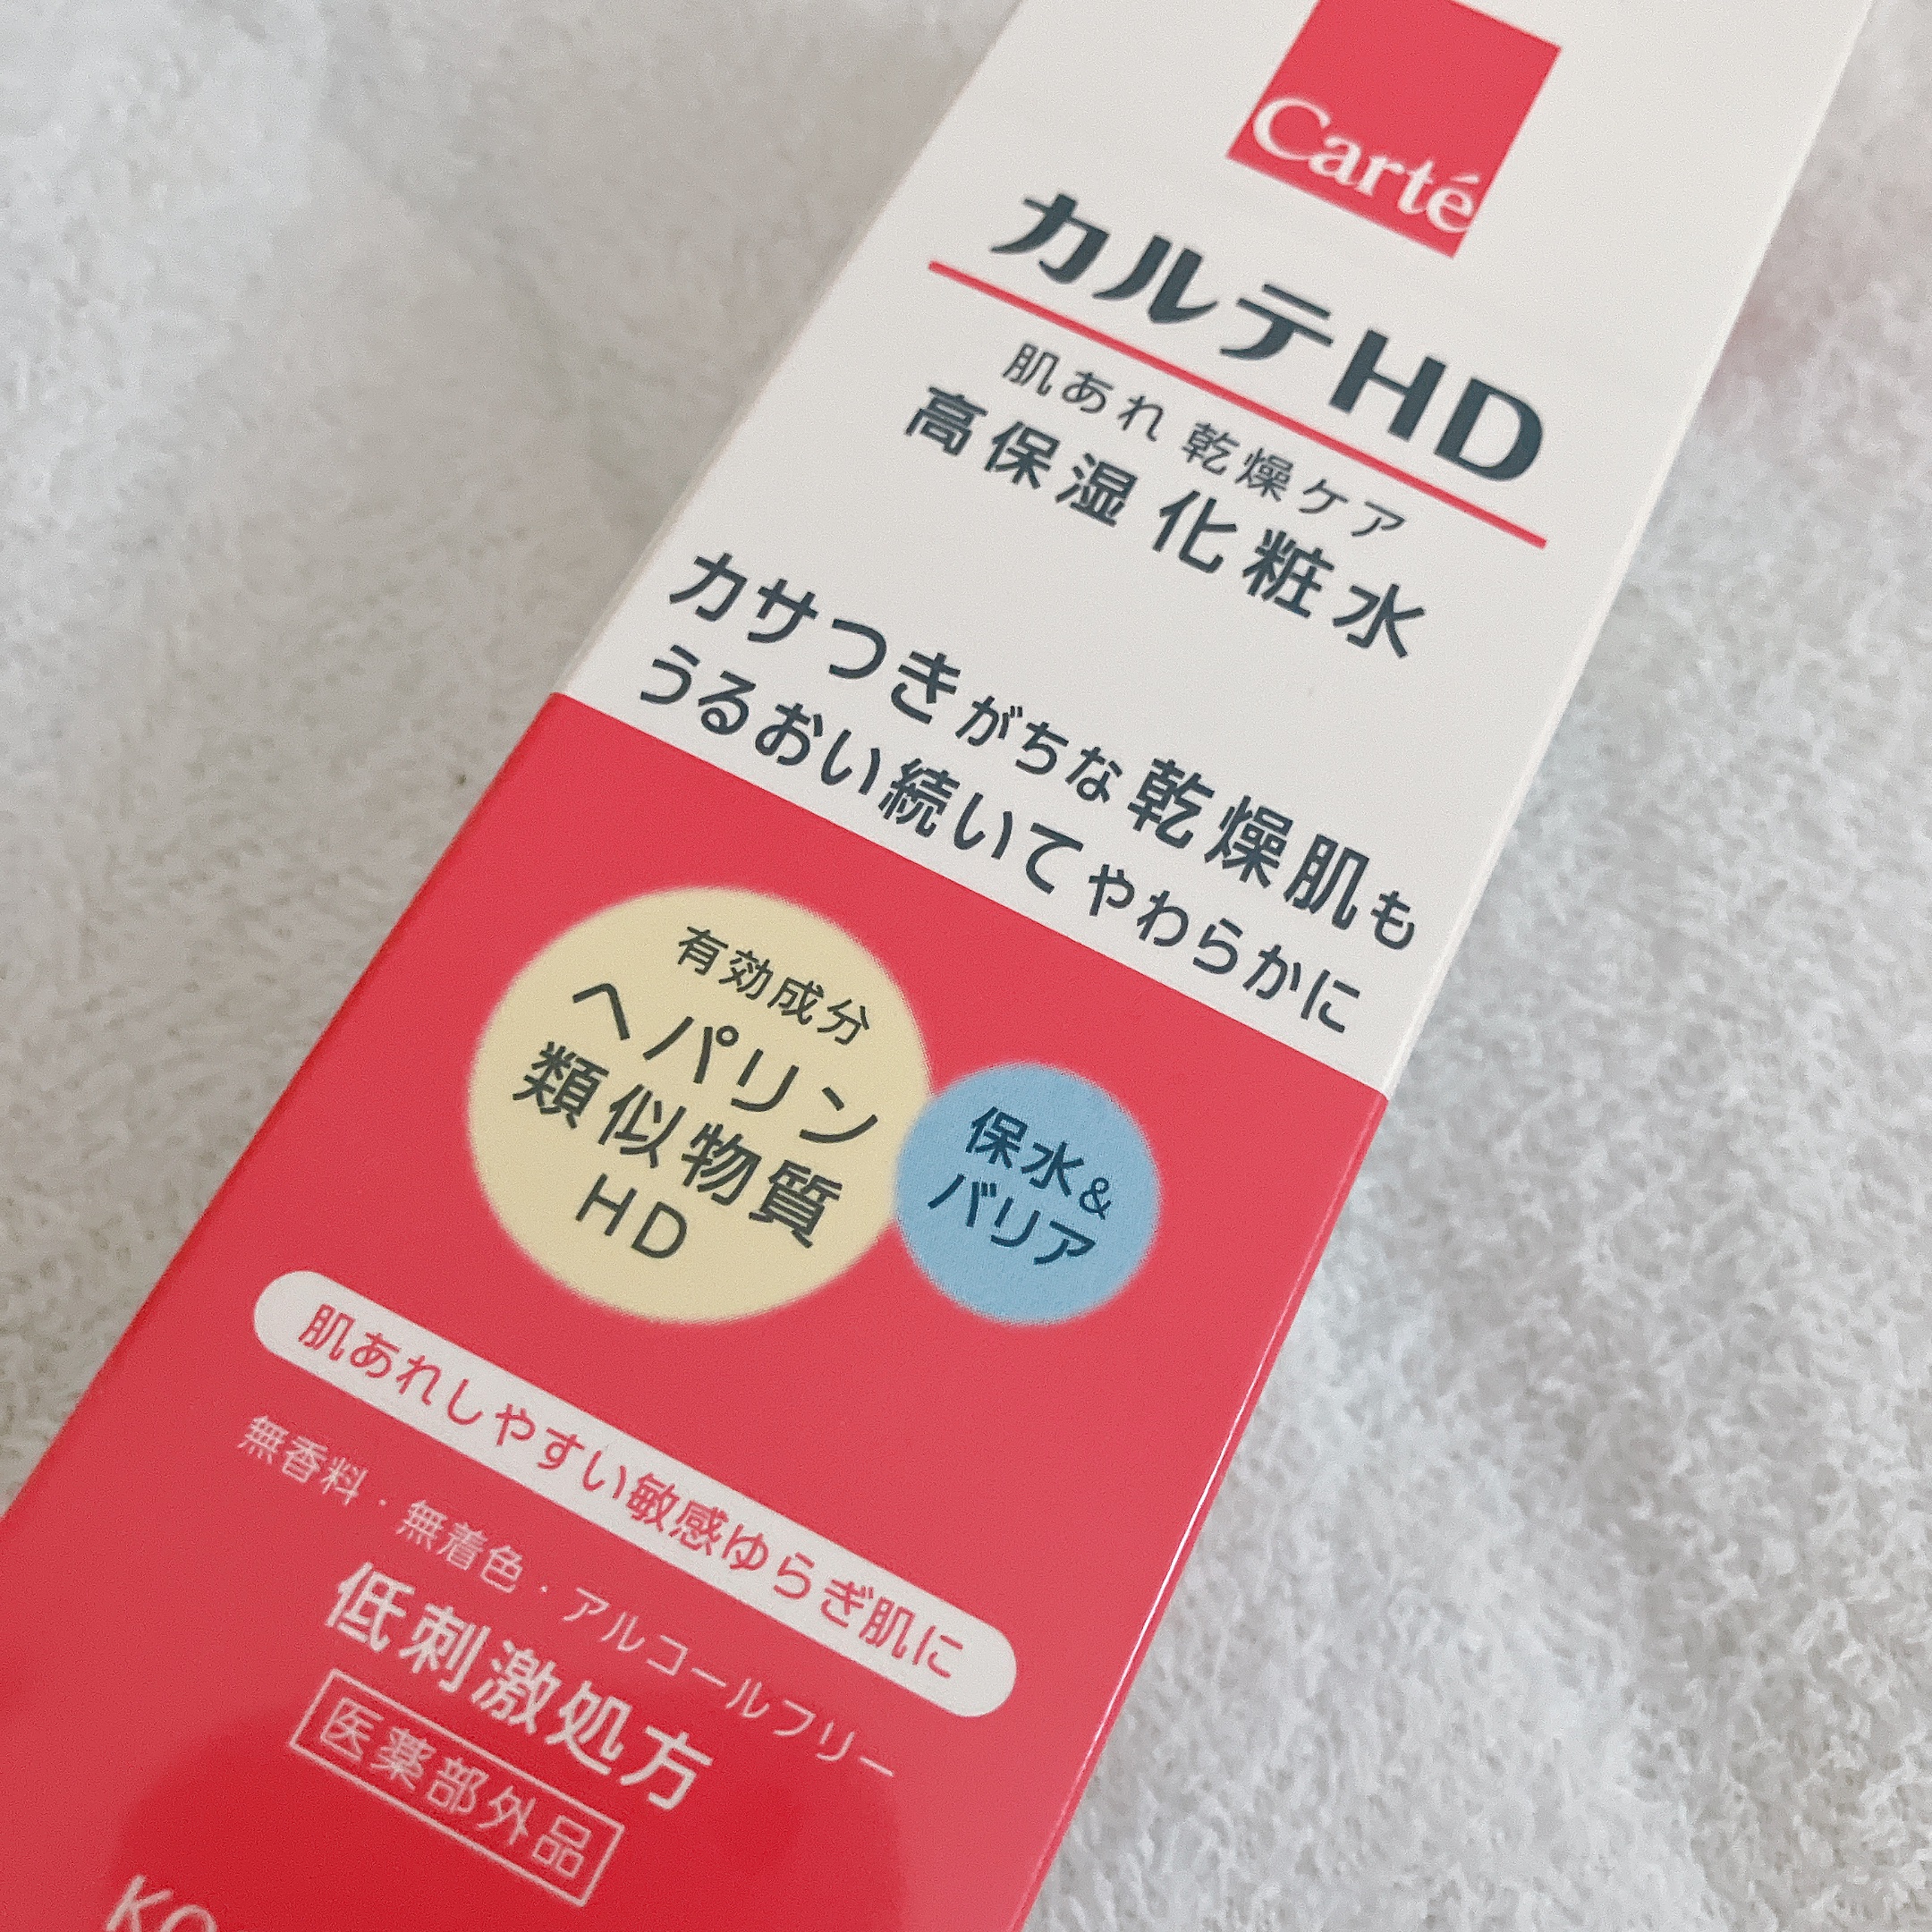 Carté
カルテHD
肌あれ 乾燥ケア
高保湿 化粧水
カサつきがちな乾燥肌も
うるおい続いてやわらかに
有効成分
ヘパリン
類似物質
HD
保水&
バリア
肌あれしやすい敏感ゆらぎ肌に
無香料・無着色・アルコールフリー
低刺激処方
医薬部外品